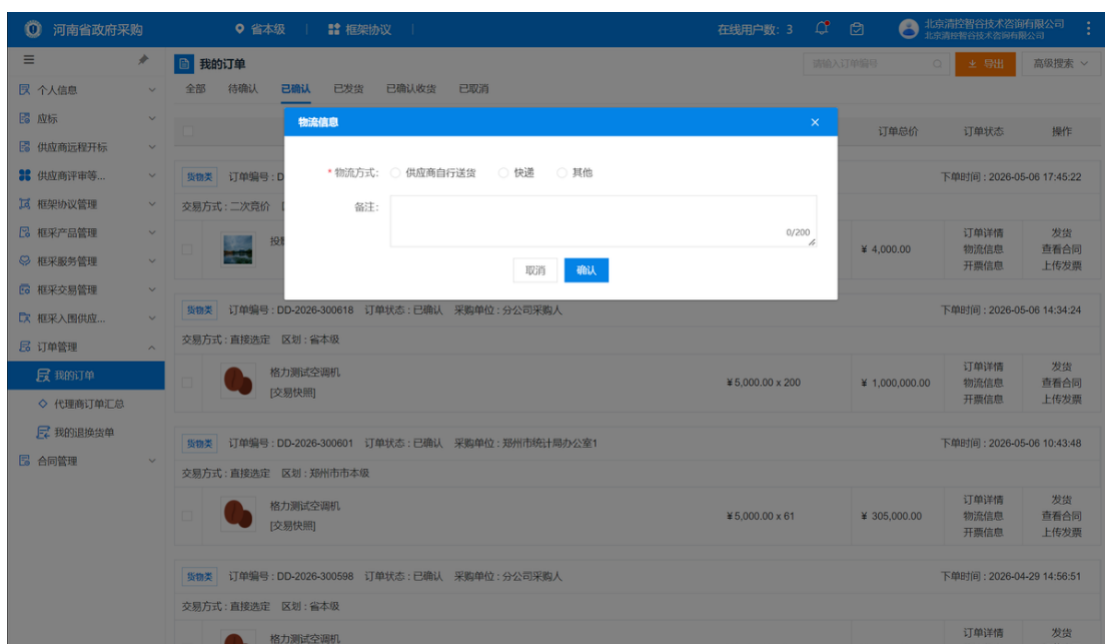 河南省政府采购 省本级 框架协议 在线用户数: 3 北京清控智谷技术咨询有限公司
北京清控智谷技术咨询有限公司
我的订单 请输入订单编号 导出 高级搜索
个人信息 全部 待确认 已确认 已发货 已确认收货 已取消
应标
物流信息
订单总价 订单状态 操作
供应商远程开标
*物流方式: 供应商自行送货 快递 其他
供应商评审等... 货物类 订单编号 : D 下单时间 : 2026-05-06 17:45:22
框架协议管理 交易方式 : 二次竞价
备注:
0/200
框采产品管理 投 ¥ 4,000.00 订单详情 发货
物流信息 查看合同
框采服务管理 开票信息 上传发票
取消 确认
框采交易管理
货物类 订单编号 : DD-2026-300618 订单状态 : 已确认 采购单位 : 分公司采购人 下单时间 : 2026-05-06 14:34:24
框采入围供应...
订单管理 交易方式 : 直接选定 区划 : 省本级
我的订单 格力测试空调机 订单详情 发货
[交易快照] ¥ 5,000.00 x 200 ¥ 1,000,000.00 物流信息 查看合同
代理商订单汇总 开票信息 上传发票
我的退换货单
货物类 订单编号 : DD-2026-300601 订单状态 : 已确认 采购单位 : 郑州市统计局办公室1 下单时间 : 2026-05-06 10:43:48
合同管理
交易方式 : 直接选定 区划 : 郑州市市本级
格力测试空调机 订单详情 发货
[交易快照] ¥ 5,000.00 x 61 ¥ 305,000.00 物流信息 查看合同
开票信息 上传发票
货物类 订单编号 : DD-2026-300598 订单状态 : 已确认 采购单位 : 分公司采购人 下单时间 : 2026-04-29 14:56:51
交易方式 : 直接选定 区划 : 省本级
格力测试空调机 订单详情 发货